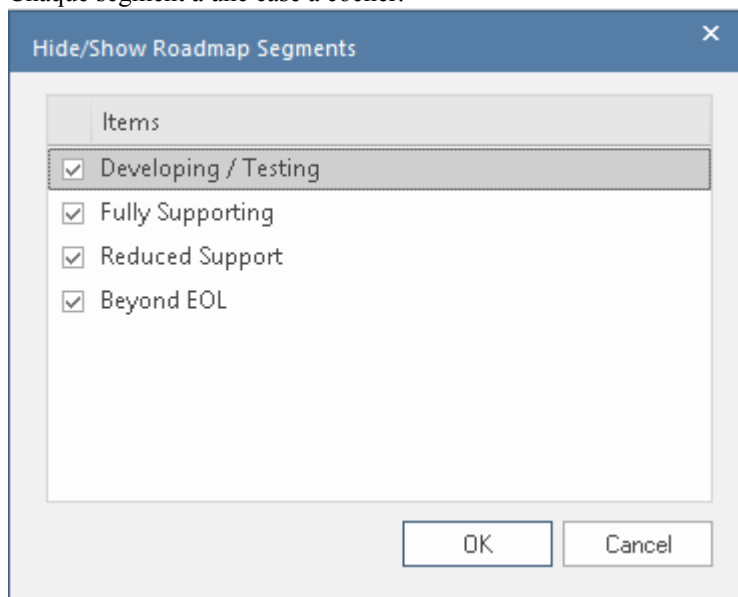 Chaque segment a une case à cocher.
Hide/Show Roadmap Segments
Items
Developing / Testing
Fully Supporting
Reduced Support
Beyond EOL
OK
Cancel